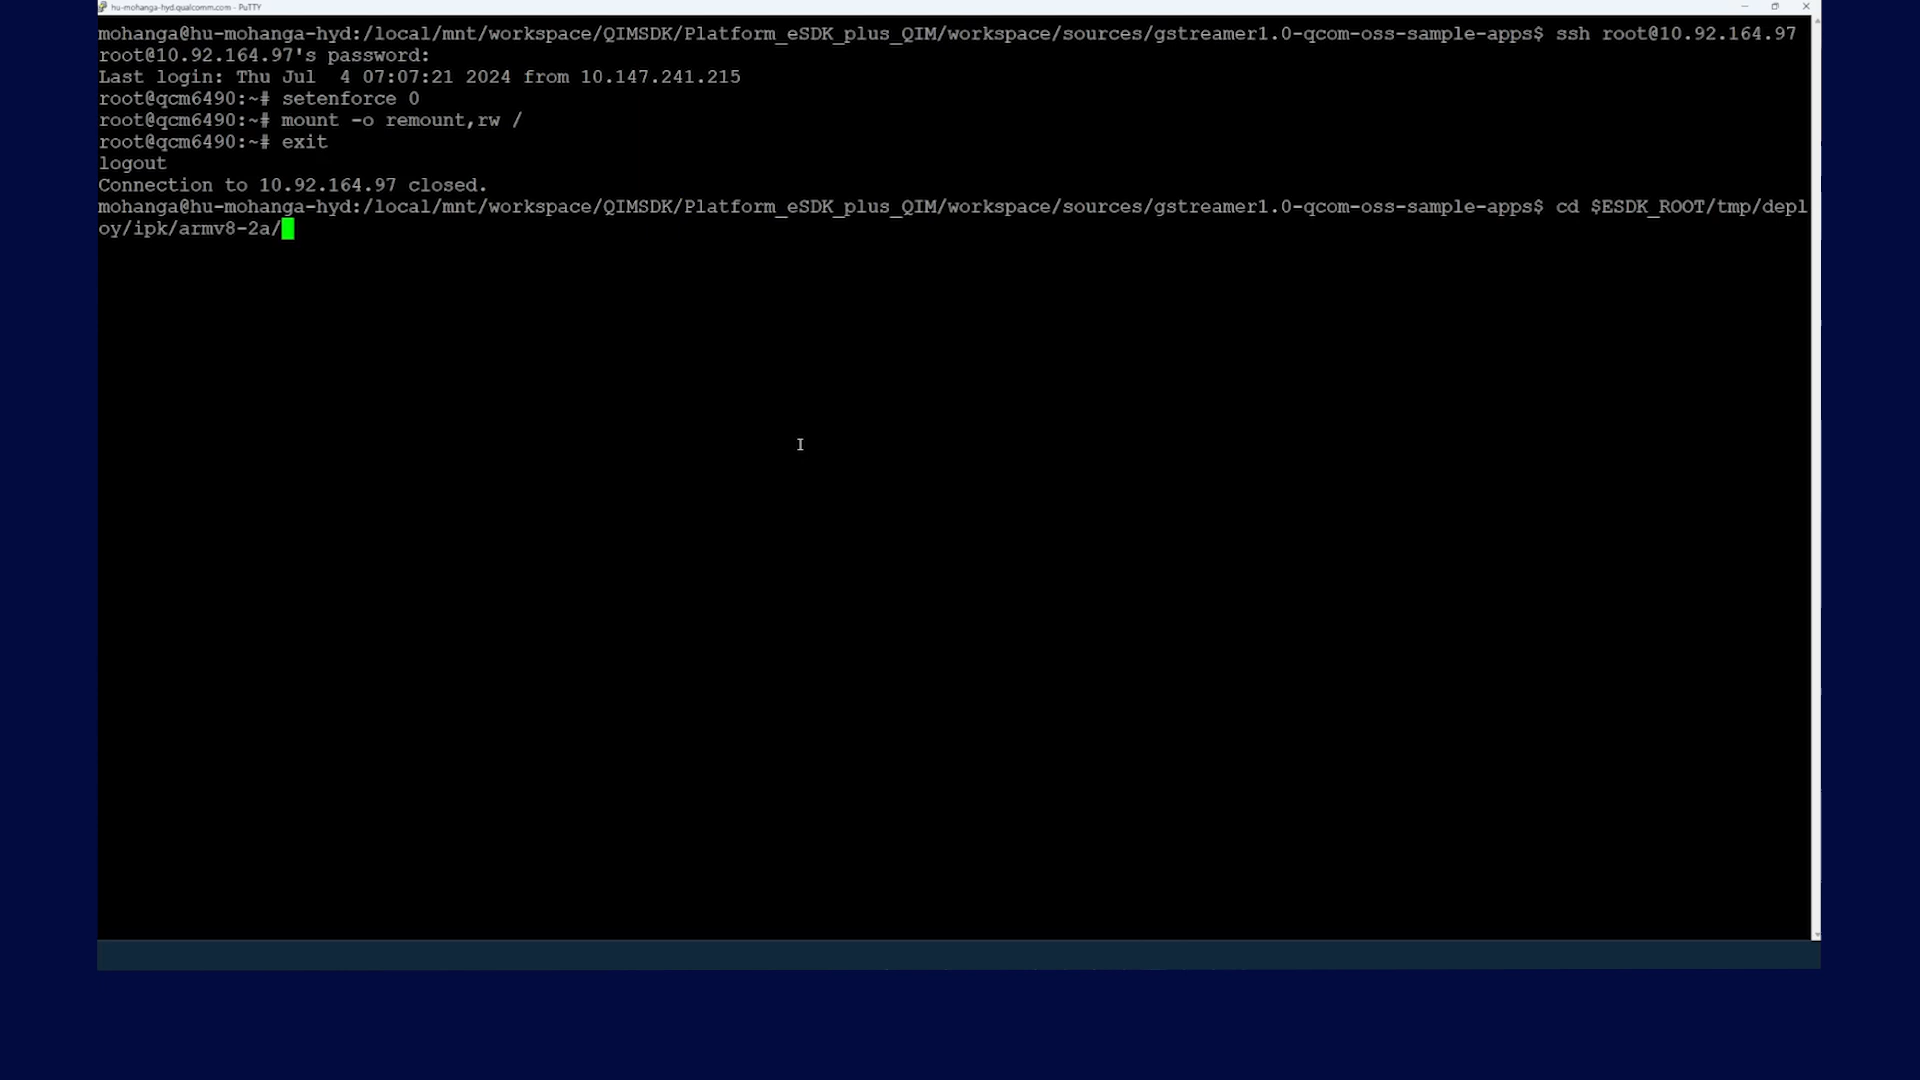 hu-mohanga-hyd.qualcomm.com - PuTTY
mohanga@hu-mohanga-hyd:/local/mnt/workspace/QIMSDK/Platform_eSDK_plus_QIM/workspace/sources/gstreamer1.0-qcom-oss-sample-apps$ ssh root@10.92.164.97
root@10.92.164.97's password:
Last login: Thu Jul  4 07:07:21 2024 from 10.147.241.215
root@qcm6490:~# setenforce 0
root@qcm6490:~# mount -o remount,rw /
root@qcm6490:~# exit
logout
Connection to 10.92.164.97 closed.
mohanga@hu-mohanga-hyd:/local/mnt/workspace/QIMSDK/Platform_eSDK_plus_QIM/workspace/sources/gstreamer1.0-qcom-oss-sample-apps$ cd $ESDK_ROOT/tmp/depl
oy/ipk/armv8-2a/